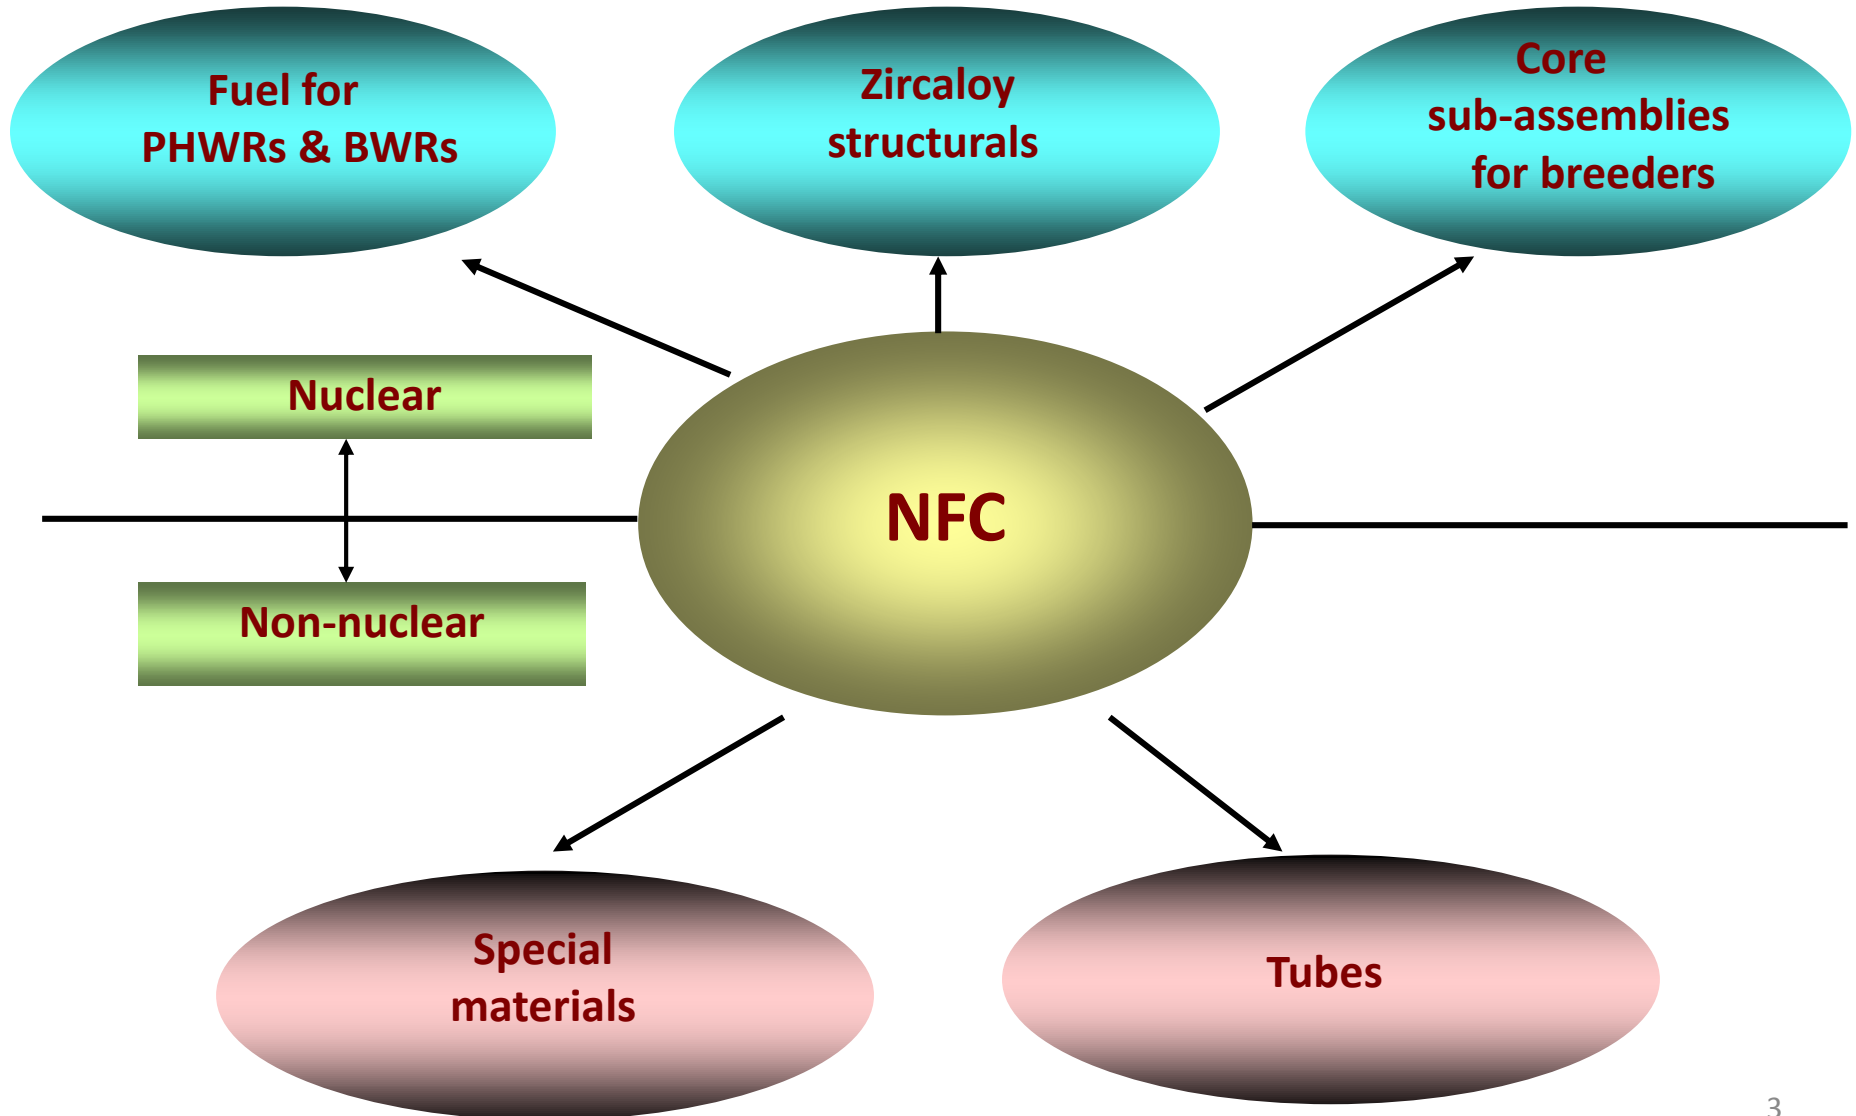 Fuel for
PHWRs & BWRs
Zircaloy
structurals
Core
sub-assemblies
for breeders
Nuclear
NFC
Non-nuclear
Special
materials
Tubes
3